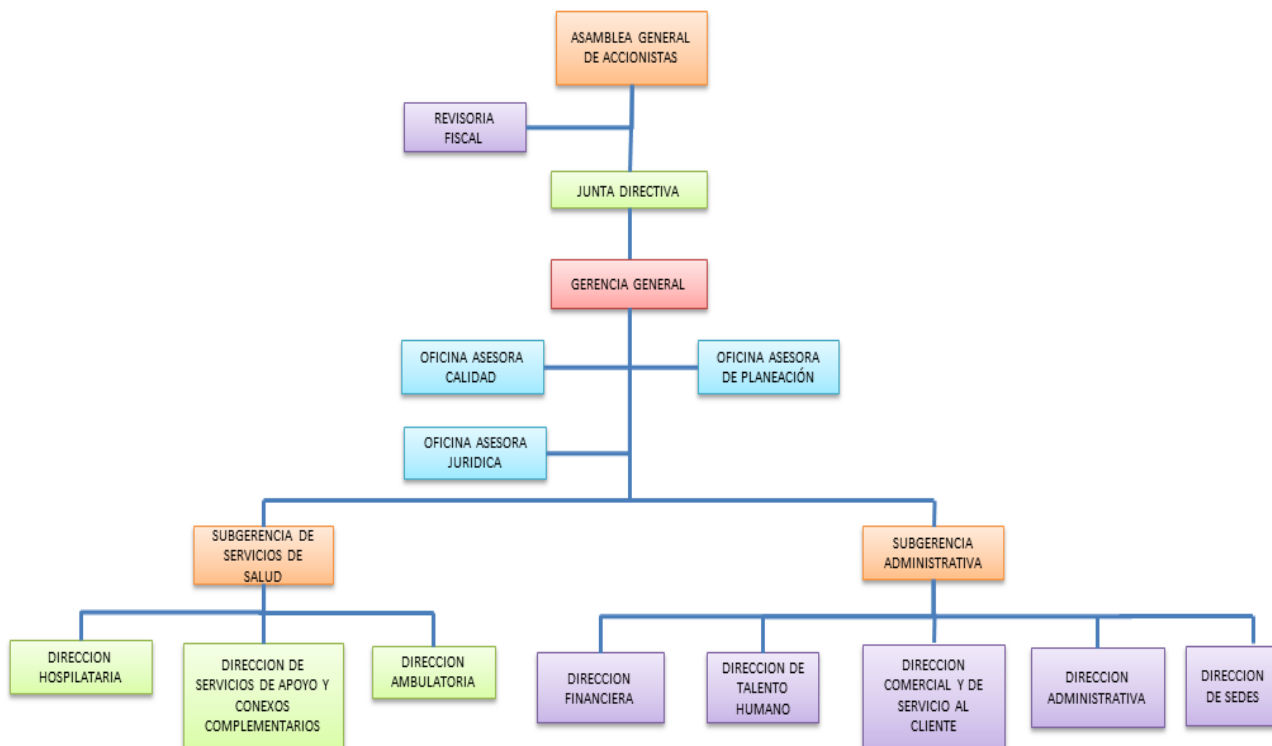 ASAMBLEA GENERAL
DE ACCIONISTAS
REVISORIA
FISCAL
JUNTA DIRECTIVA
GERENCIA GENERAL
OFICINA ASESORA
CALIDAD
OFICINA ASESORA
DE PLANEACIÓN
OFICINA ASESORA
JURIDICA
SUBGERENCIA DE
SERVICIOS DE
SALUD
SUBGERENCIA
ADMINISTRATIVA
DIRECCION
HOSPILATARIA
DIRECCION DE
SERVICIOS DE APOYO Y
CONEXOS
COMPLEMENTARIOS
DIRECCION
AMBULATORIA
DIRECCION
FINANCIERA
DIRECCION DE
TALENTO
HUMANO
DIRECCION
COMERCIAL Y DE
SERVICIO AL
CLIENTE
DIRECCION
ADMINISTRATIVA
DIRECCION
DE SEDES